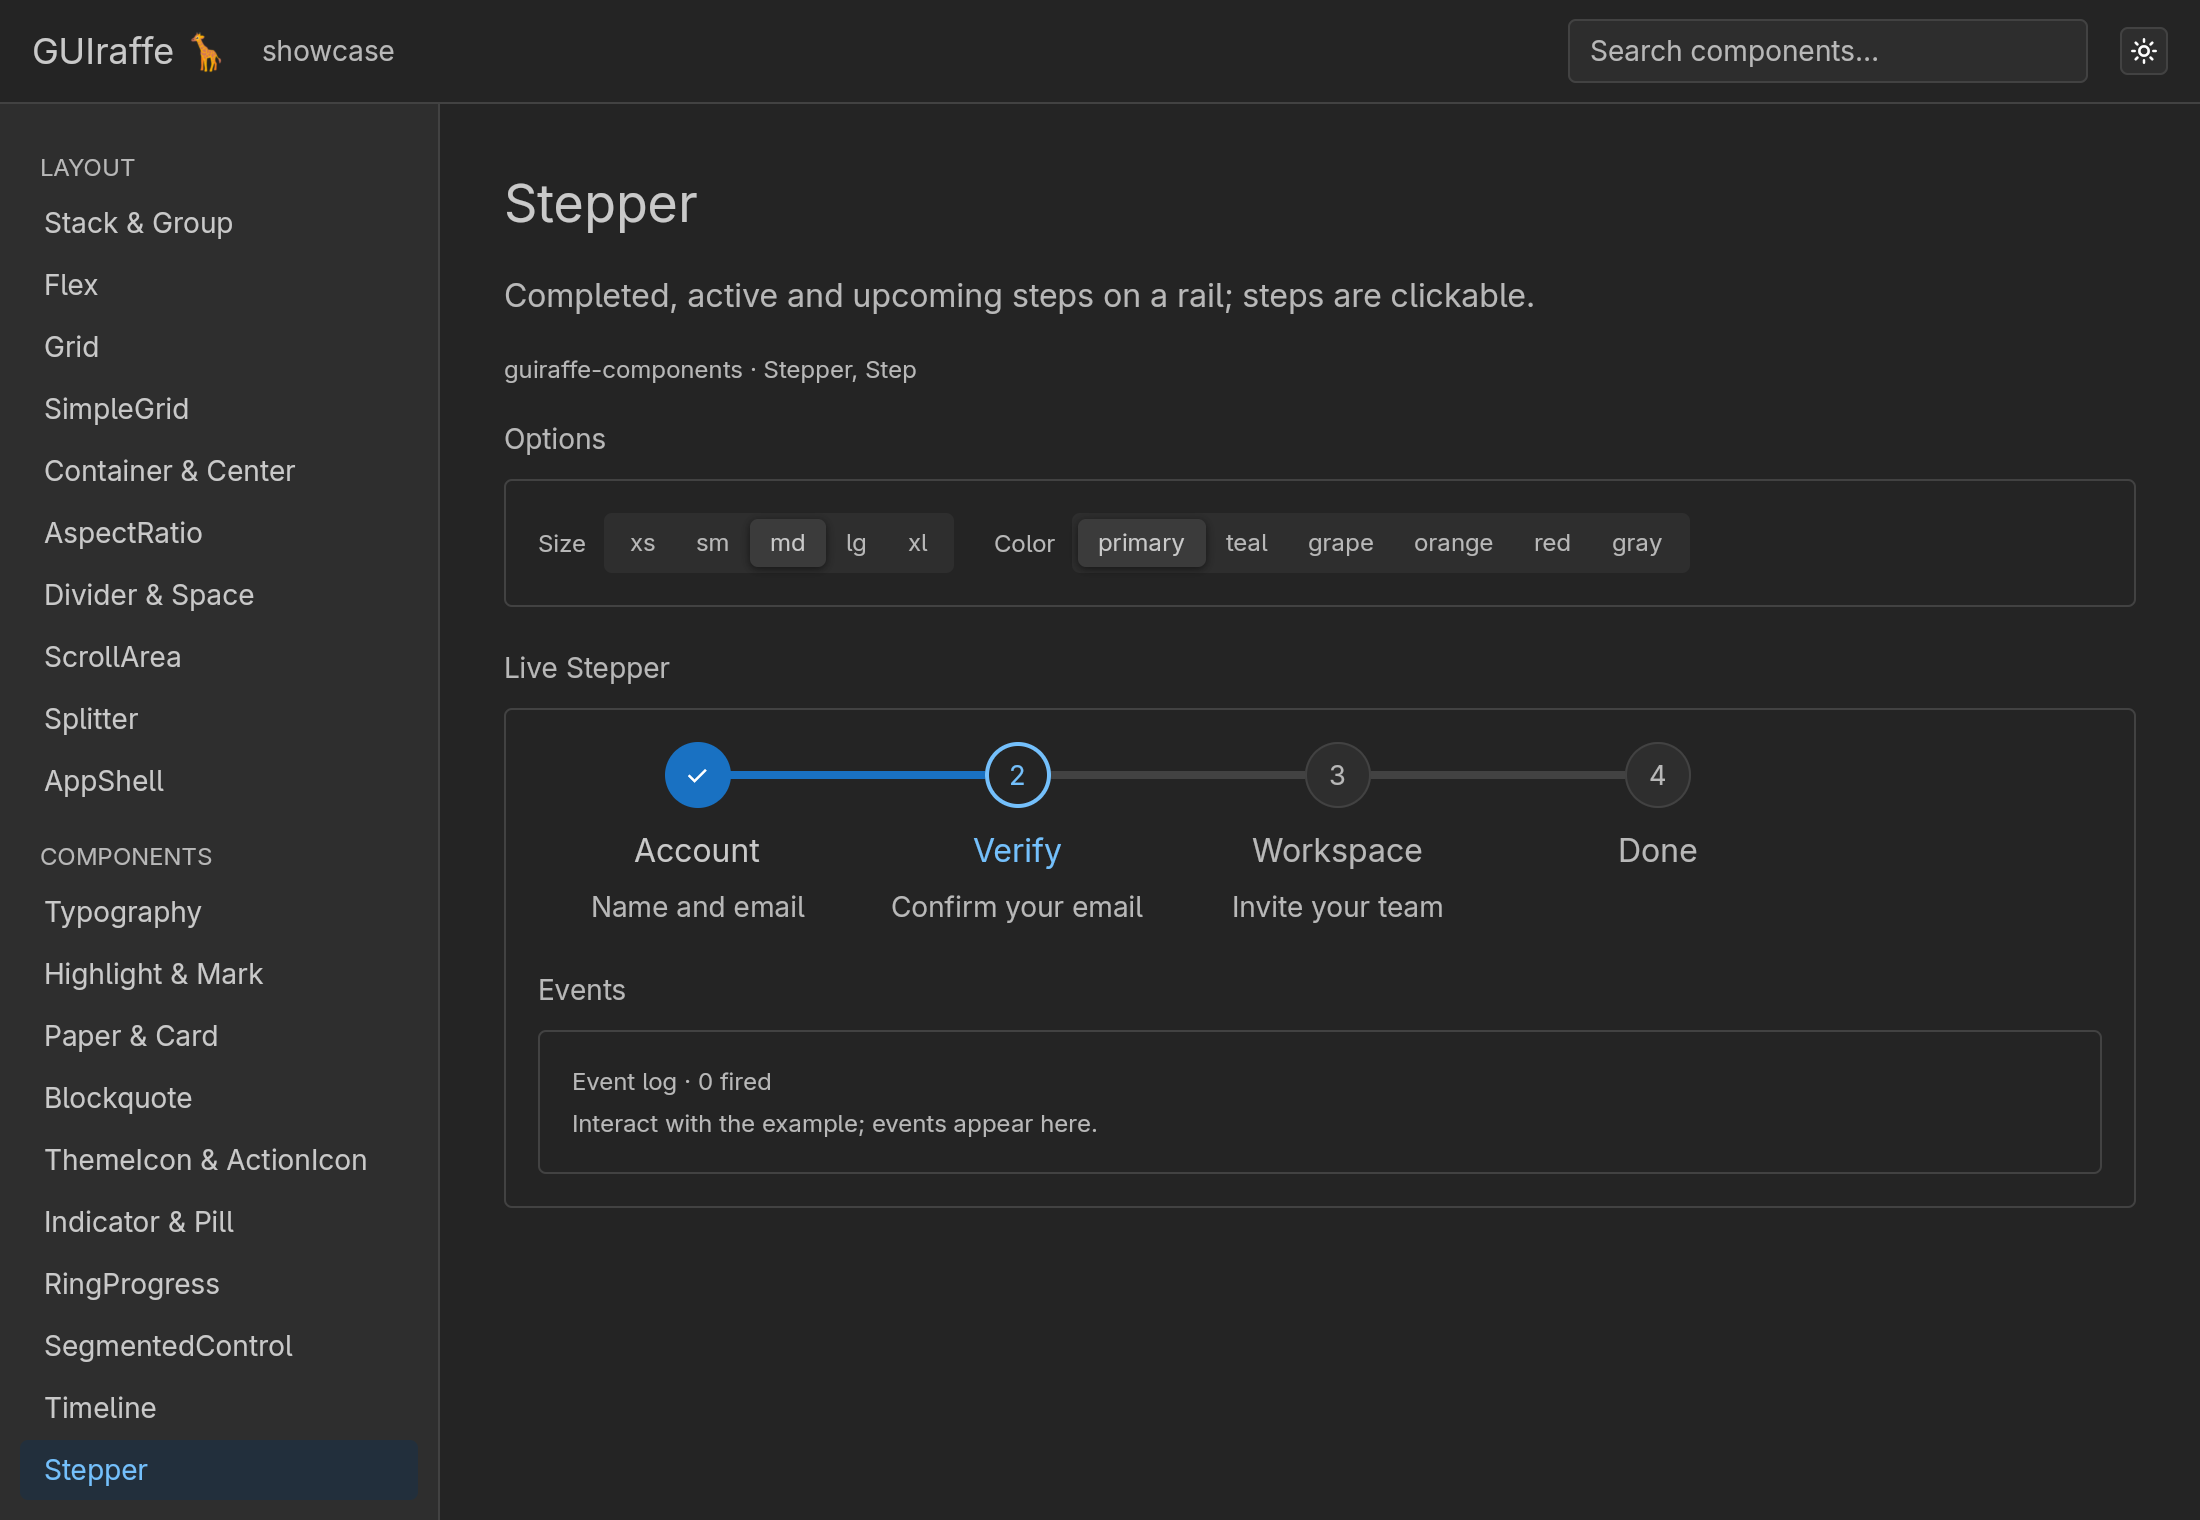 GUIraffe 🦒 showcase
Search components...
LAYOUT
Stack & Group
Flex
Grid
SimpleGrid
Container & Center
AspectRatio
Divider & Space
ScrollArea
Splitter
AppShell
COMPONENTS
Typography
Highlight & Mark
Paper & Card
Blockquote
ThemeIcon & ActionIcon
Indicator & Pill
RingProgress
SegmentedControl
Timeline
Stepper
Stepper
Completed, active and upcoming steps on a rail; steps are clickable.
guiraffe-components · Stepper, Step
Options
Size xs sm md lg xl Color primary teal grape orange red gray
Live Stepper
2 3 4
Account Verify Workspace Done
Name and email Confirm your email Invite your team
Events
Event log · 0 fired
Interact with the example; events appear here.